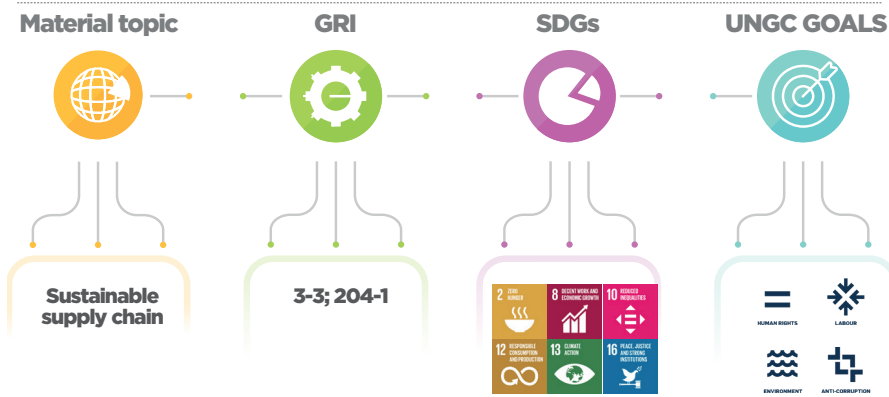 Material topic
GRI
SDGs
UNGC GOALS
Sustainable
supply chain
3-3; 204-1
2 ZERO
HUNGER
8 DECENT WORK AND
ECONOMIC GROWTH
10 REDUCED
INEQUALITIES
12 RESPONSIBLE
CONSUMPTION
AND PRODUCTION
13 CLIMATE
ACTION
16 PEACE, JUSTICE
AND STRONG
INSTITUTIONS
HUMAN RIGHTS
LABOUR
ENVIRONMENT
ANTI-CORRUPTION